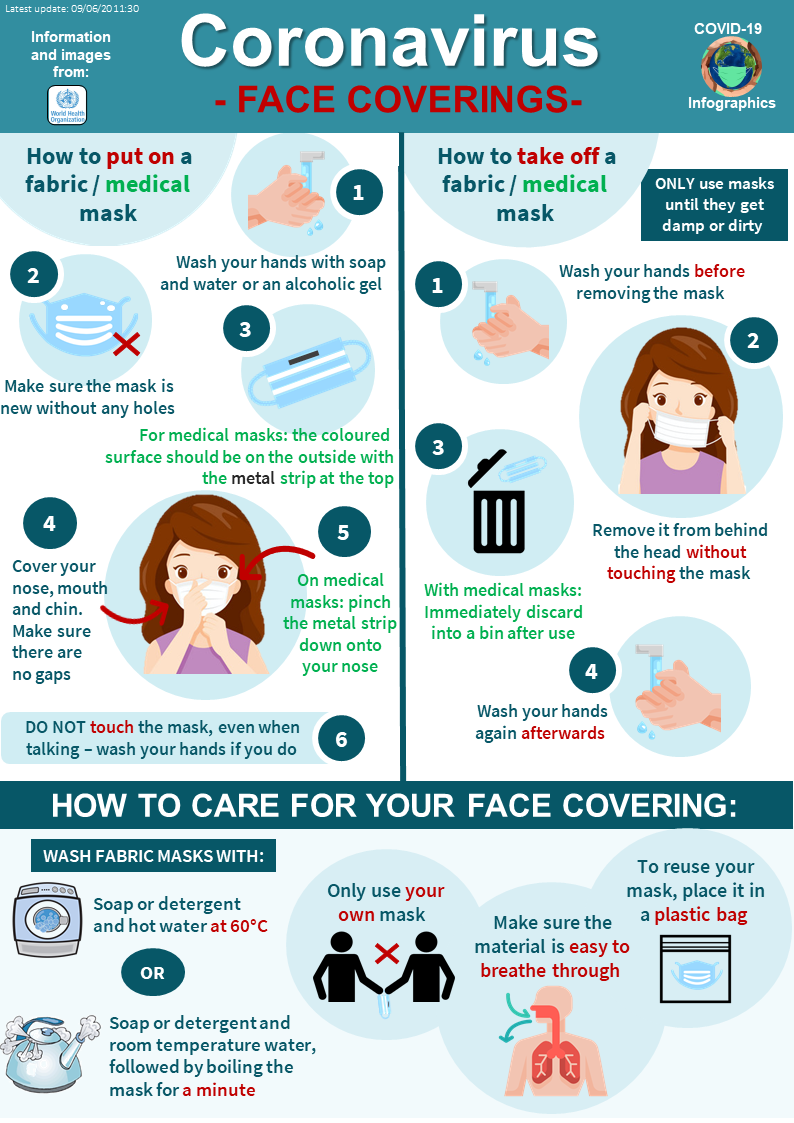 Latest update: 09/06/2011:30
Information
and images
from:
World Health
Organization
Coronavirus
- FACE COVERINGS-
COVID-19
Infographics
How to put on a
fabric / medical
mask
1
Wash your hands with soap
and water or an alcoholic gel
2
Make sure the mask is
new without any holes
3
For medical masks: the coloured
surface should be on the outside with
the metal strip at the top
4
Cover your
nose, mouth
and chin.
Make sure
there are
no gaps
5
On medical
masks: pinch
the metal strip
down onto
your nose
DO NOT touch the mask, even when
talking – wash your hands if you do
6
How to take off a
fabric / medical
mask
ONLY use masks
until they get
damp or dirty
1
Wash your hands before
removing the mask
2
Remove it from behind
the head without
touching the mask
3
With medical masks:
Immediately discard
into a bin after use
4
Wash your hands
again afterwards
HOW TO CARE FOR YOUR FACE COVERING:
WASH FABRIC MASKS WITH:
Soap or detergent
and hot water at 60°C
OR
Soap or detergent and
room temperature water,
followed by boiling the
mask for a minute
Only use your
own mask
Make sure the
material is easy to
breathe through
To reuse your
mask, place it in
a plastic bag